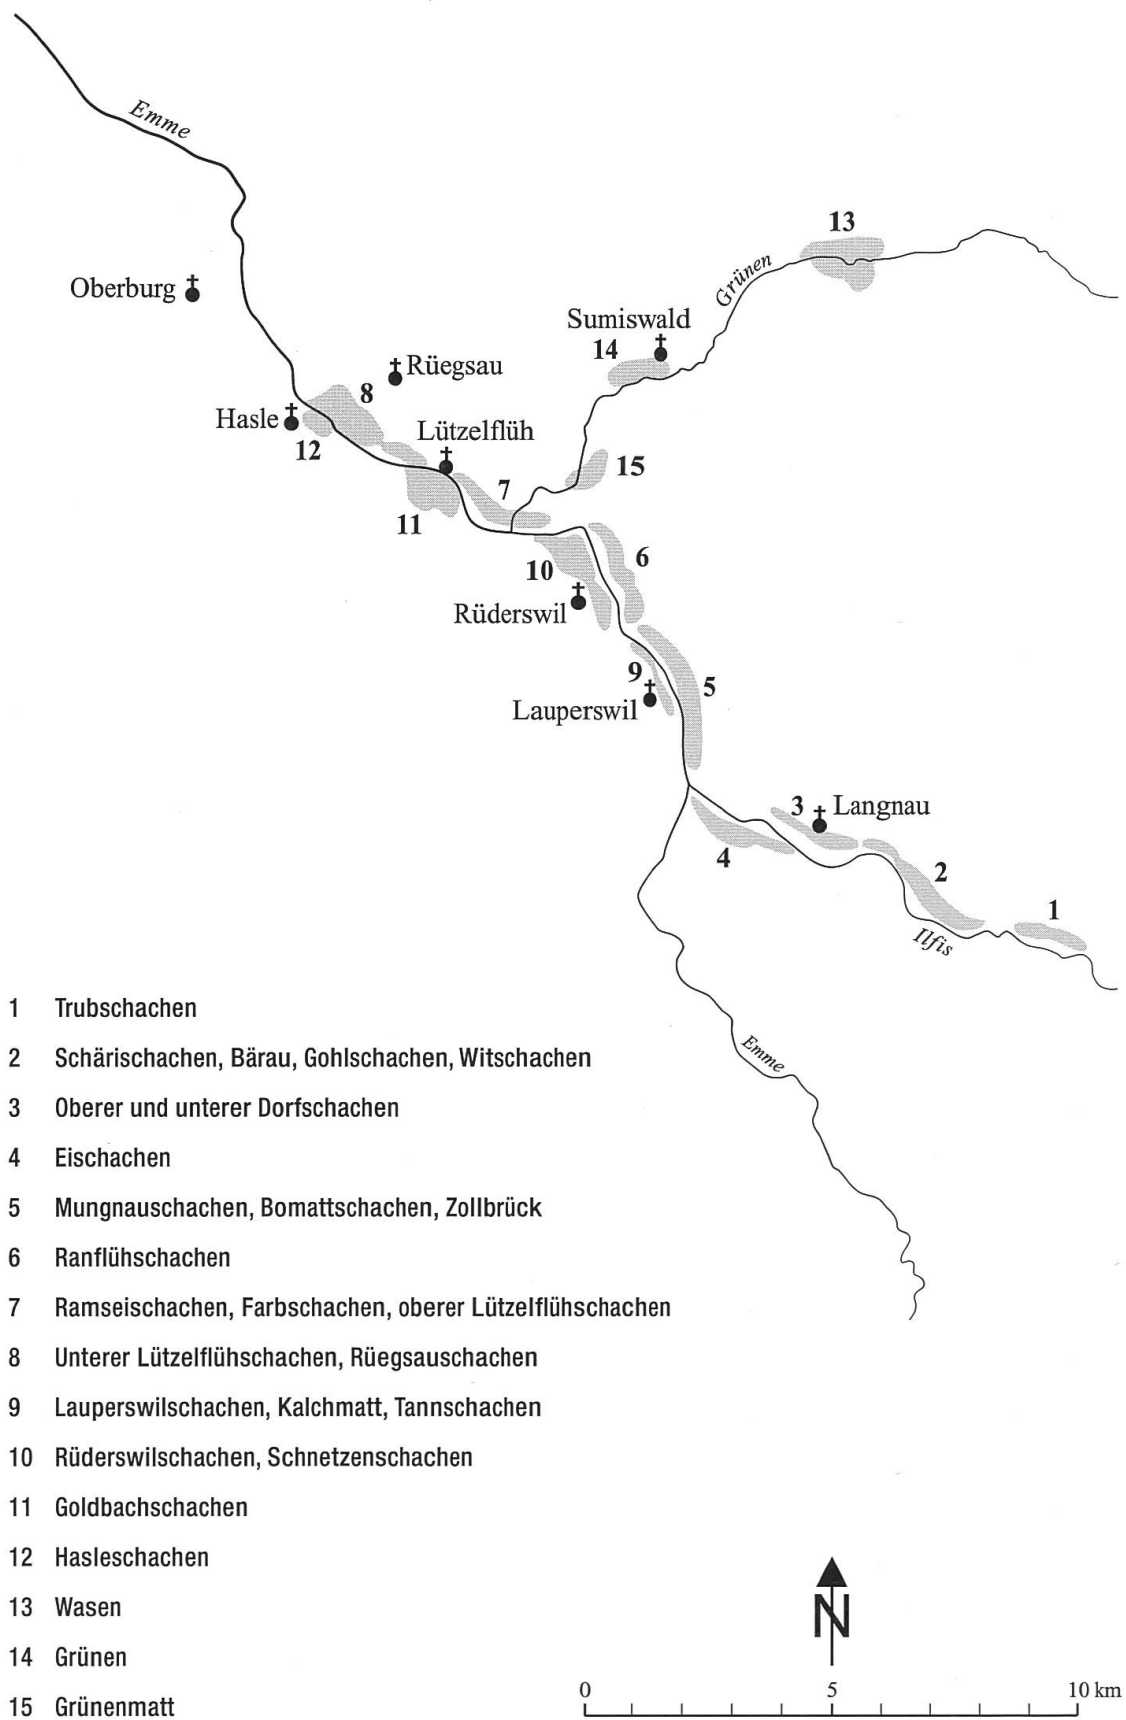 Emme
13
Grünen
Oberburg
Sumiswald
14
Rüegsau
8
Hasle
12
Lützelflüh
15
7
11
6
10
Rüderswil
9
5
Lauperswil
3
Langnau
4
2
1
Ilfis
Emme
1 Trubschachen
2 Schärischachen, Bärau, Gohlschachen, Witschachen
3 Oberer und unterer Dorfschachen
4 Eischachen
5 Mungnauschachen, Bomattschachen, Zollbrück
6 Ranflühschachen
7 Ramseischachen, Farbschachen, oberer Lützelflühschachen
8 Unterer Lützelflühschachen, Rüegsauschachen
9 Lauperswilschachen, Kalchmatt, Tannschachen
10 Rüderswilschachen, Schnetzenschachen
11 Goldbachschachen
12 Hasleschachen
13 Wasen
14 Grünen
15 Grünenmatt
N
0 5 10 km